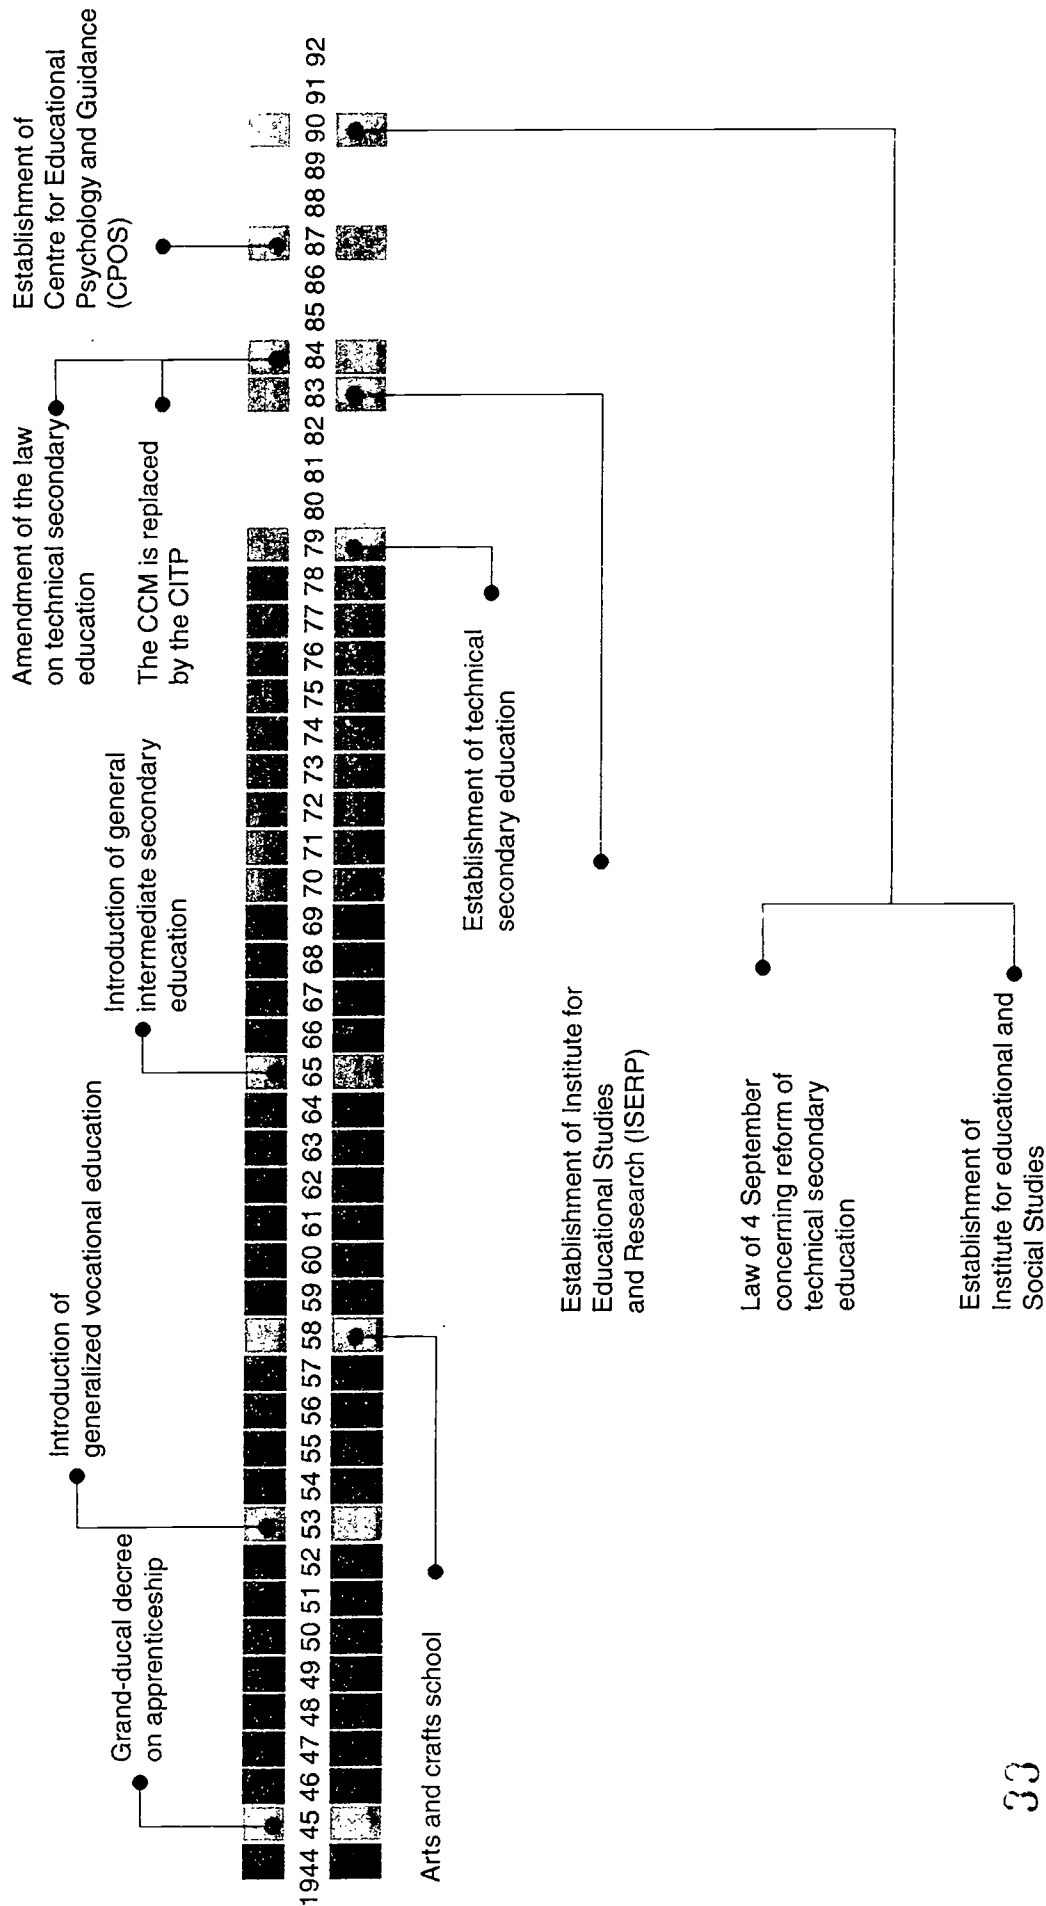 Grand-ducal decree
on apprenticeship
Introduction of
generalized vocational education
Introduction of general
intermediate secondary
education
Amendment of the law
on technical secondary
education
The CCM is replaced
by the CITP
Establishment of
Centre for Educational
Psychology and Guidance
(CPOS)
1944 45 46 47 48 49 50 51 52 53 54 55 56 57 58 59 60 61 62 63 64 65 66 67 68 69 70 71 72 73 74 75 76 77 78 79 80 81 82 83 84 85 86 87 88 89 90 91 92
Arts and crafts school
Establishment of technical
secondary education
Establishment of Institute for
Educational Studies
and Research (ISERP)
Law of 4 September
concerning reform of
technical secondary
education
Establishment of
Institute for educational and
Social Studies
33